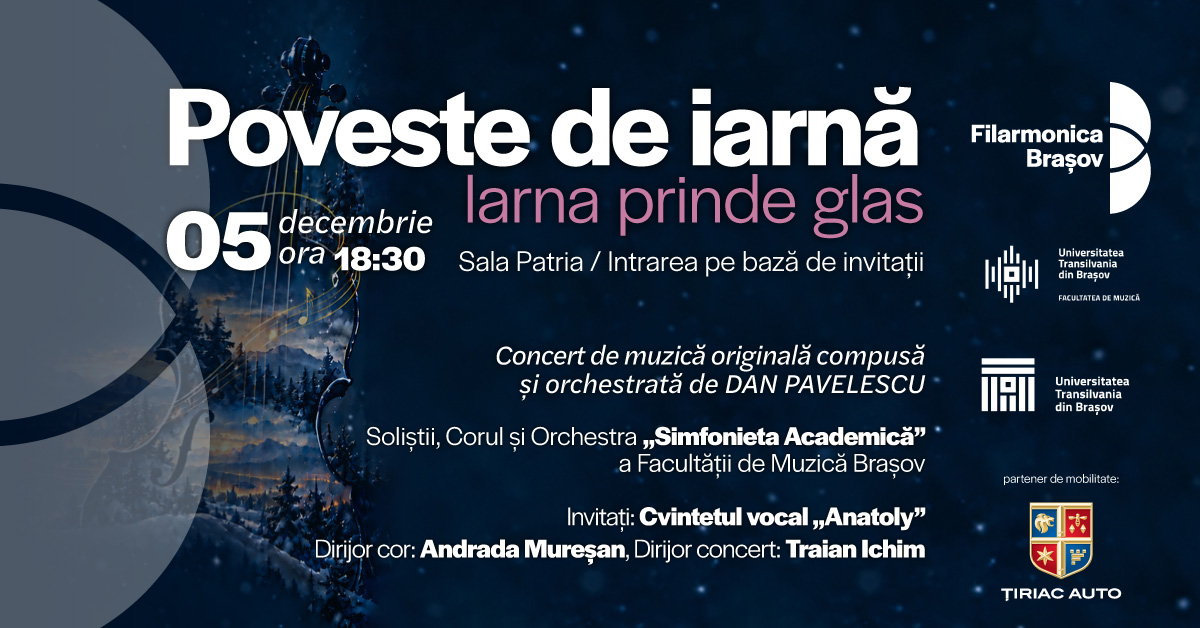 Poveste de iarnă
Iarna prinde glas
05 decembrie
ora 18:30
Sala Patria / Intrarea pe bază de invitații
Concert de muzică originală compusă
și orchestrată de DAN PAVELESCU
Soliștii, Corul și Orchestra „Simfonieta Academică”
a Facultății de Muzică Brașov
Invitați: Cvintetul vocal „Anatoly”
Dirijor cor: Andrada Mureșan, Dirijor concert: Traian Ichim
Filarmonica
Brașov
Universitatea
Transilvania
din Brașov
FACULTATEA DE MUZICĂ
Universitatea
Transilvania
din Brașov
partener de mobilitate:
ȚIRIAC AUTO